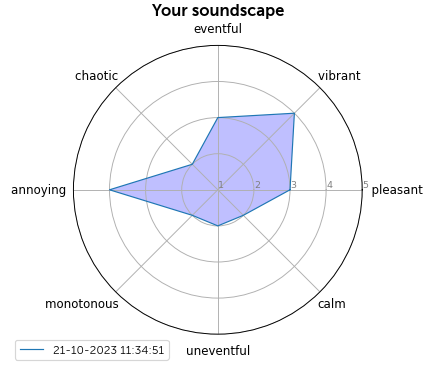 Your soundscape
eventful
chaotic
vibrant
annoying
1 2 3 4 5
pleasant
monotonous
calm
21-10-2023 11:34:51
uneventful